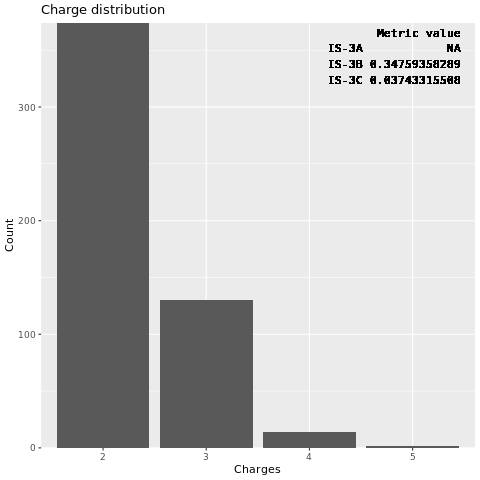 Charge distribution
Metric value
IS-3A NA
IS-3B 0.34759358289
IS-3C 0.03743315508
300
200
100
0
Count
2 3 4 5
Charges